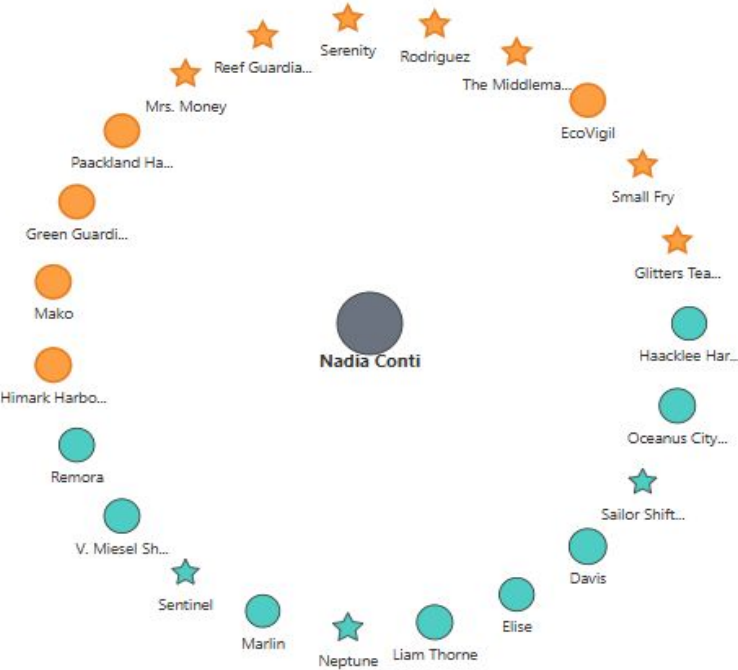 Serenity
Rodriguez
Reef Guardia...
The Middlema...
Mrs. Money
EcoVigil
Paackland Ha...
Small Fry
Green Guardi...
Glitters Tea...
Mako
Haacklee Har...
Nadia Conti
Himark Harbo...
Oceanus City...
Remora
Sailor Shift...
V. Miesel Sh...
Davis
Sentinel
Elise
Marlin
Liam Thorne
Neptune